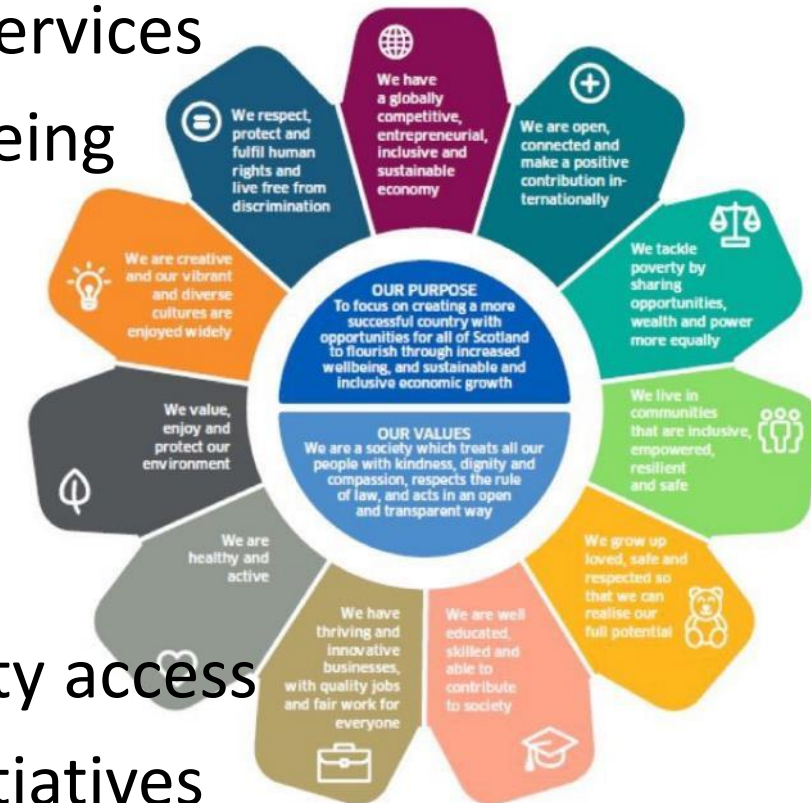 ervices
eing
We have
a globally
competitive,
entrepreneurial,
inclusive and
sustainable
economy
We are open,
connected and
make a positive
contribution in-
ternationally
We tackle
poverty by
sharing
opportunities,
wealth and power
more equally
We live in
communities
that are inclusive,
empowered,
resilient
and safe
We grow up
loved, safe and
respected so
that we can
realise our
full potential
We are well
educated,
skilled and
able to
contribute
to society
We have
thriving and
innovative
businesses,
with quality jobs
and fair work for
everyone
We are
healthy and
active
We value,
enjoy and
protect our
environment
We are creative
and our vibrant
and diverse
cultures are
enjoyed widely
We respect,
protect and
fulfil human
rights and
live free from
discrimination
OUR PURPOSE
To focus on creating a more
successful country with
opportunities for all of Scotland
to flourish through increased
wellbeing, and sustainable and
inclusive economic growth
OUR VALUES
We are a society which treats all our
people with kindness, dignity and
compassion, respects the rule
of law, and acts in an open
and transparent way
ty access
tiatives